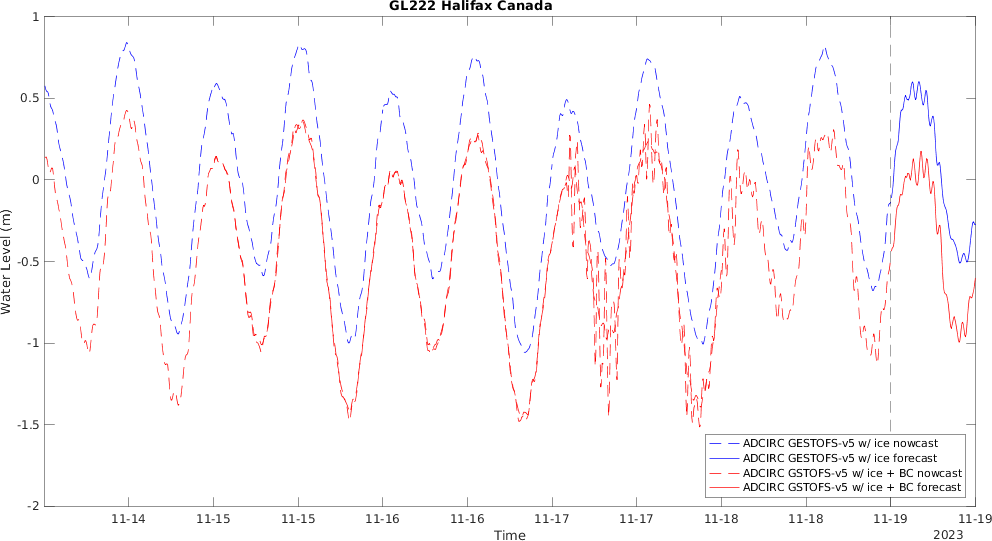 GL222 Halifax Canada
Water Level (m)
1
0.5
0
-0.5
-1
-1.5
-2
ADCIRC GESTOFS-v5 w/ ice nowcast
ADCIRC GESTOFS-v5 w/ ice forecast
ADCIRC GSTOFS-v5 w/ ice + BC nowcast
ADCIRC GSTOFS-v5 w/ ice + BC forecast
11-14 11-15 11-15 11-16 11-16 11-17 11-17 11-18 11-18 11-19 11-19
Time
2023